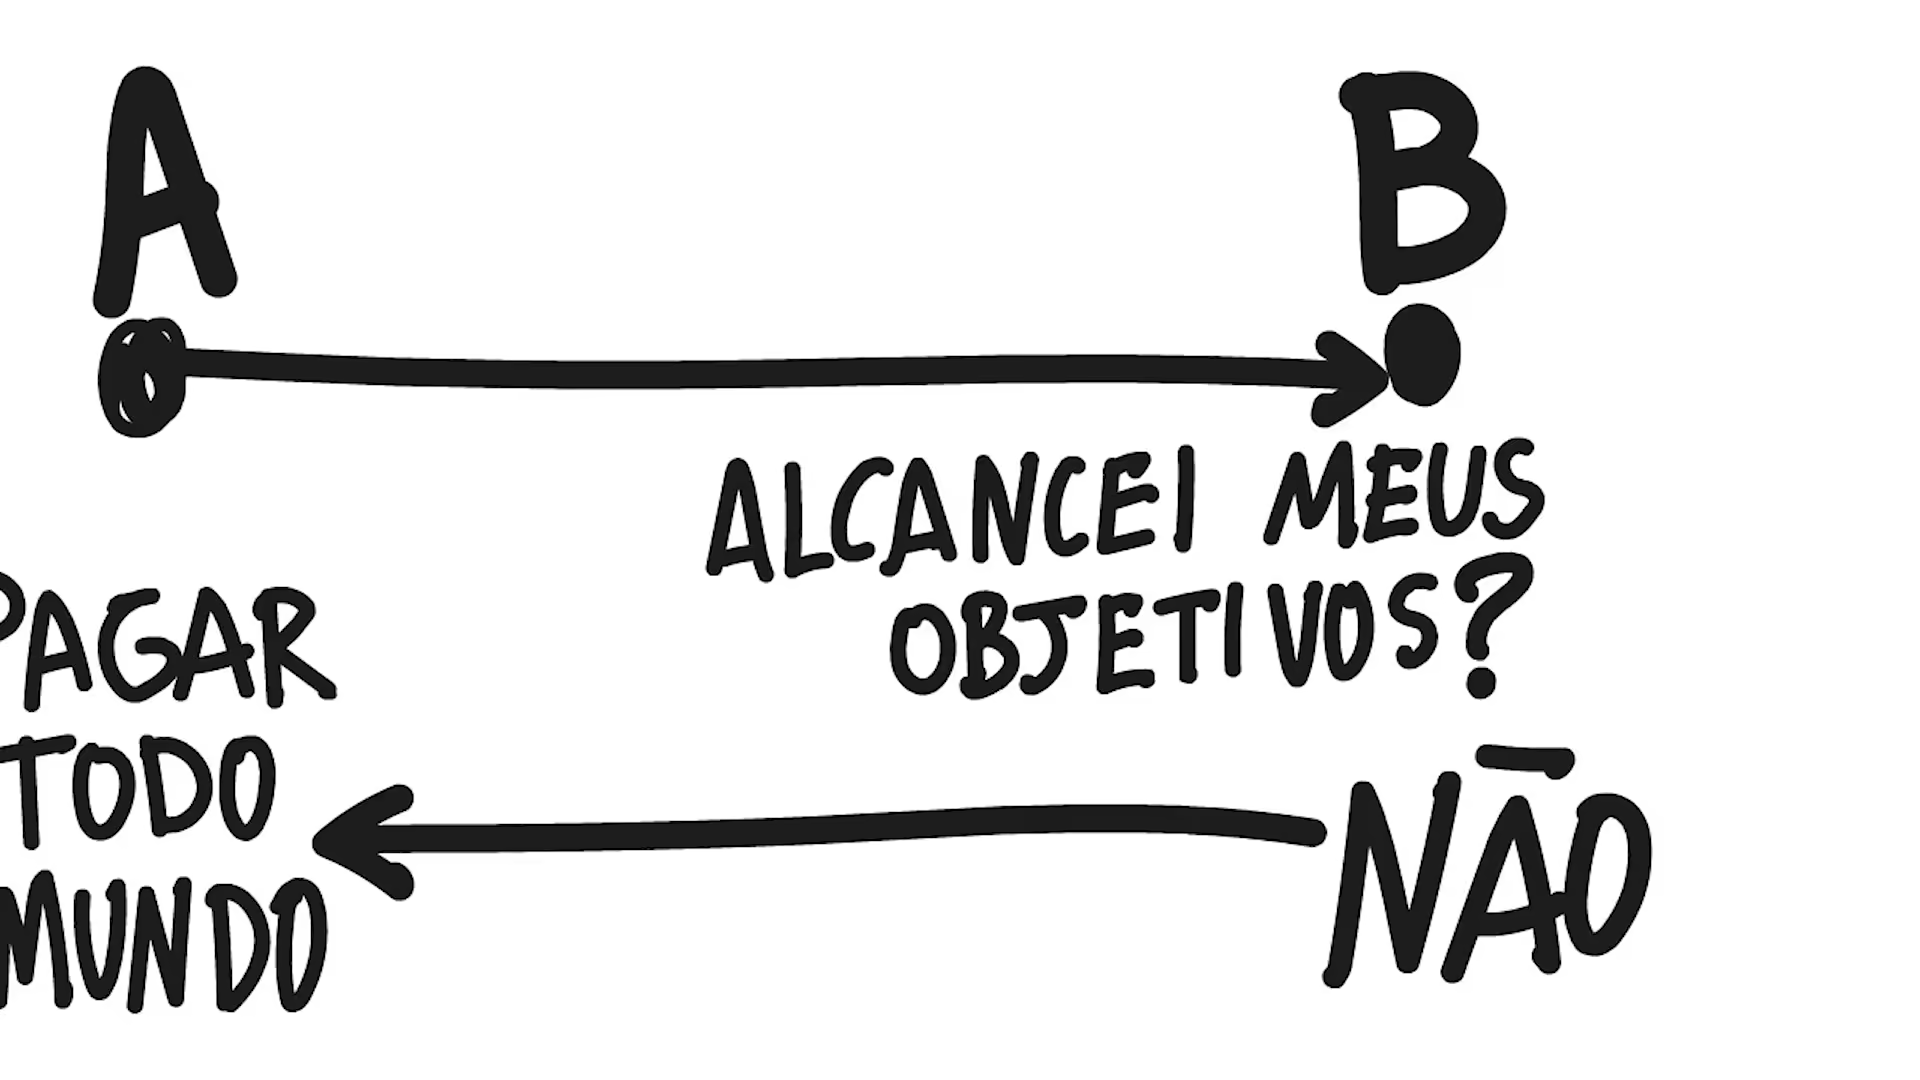 A B
ALCANCEI MEUS
OBJETIVOS?
PAGAR
TODO
MUNDO
NÃO